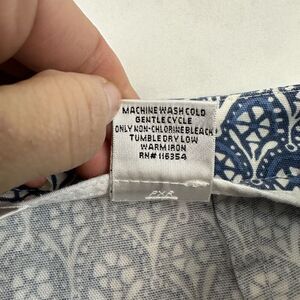 MACHINE WASH COLD
GENTLE CYCLE
ONLY NON-CHLORINE BLEACH
TUMBLE DRY LOW
WARM IRON
RN# 116354